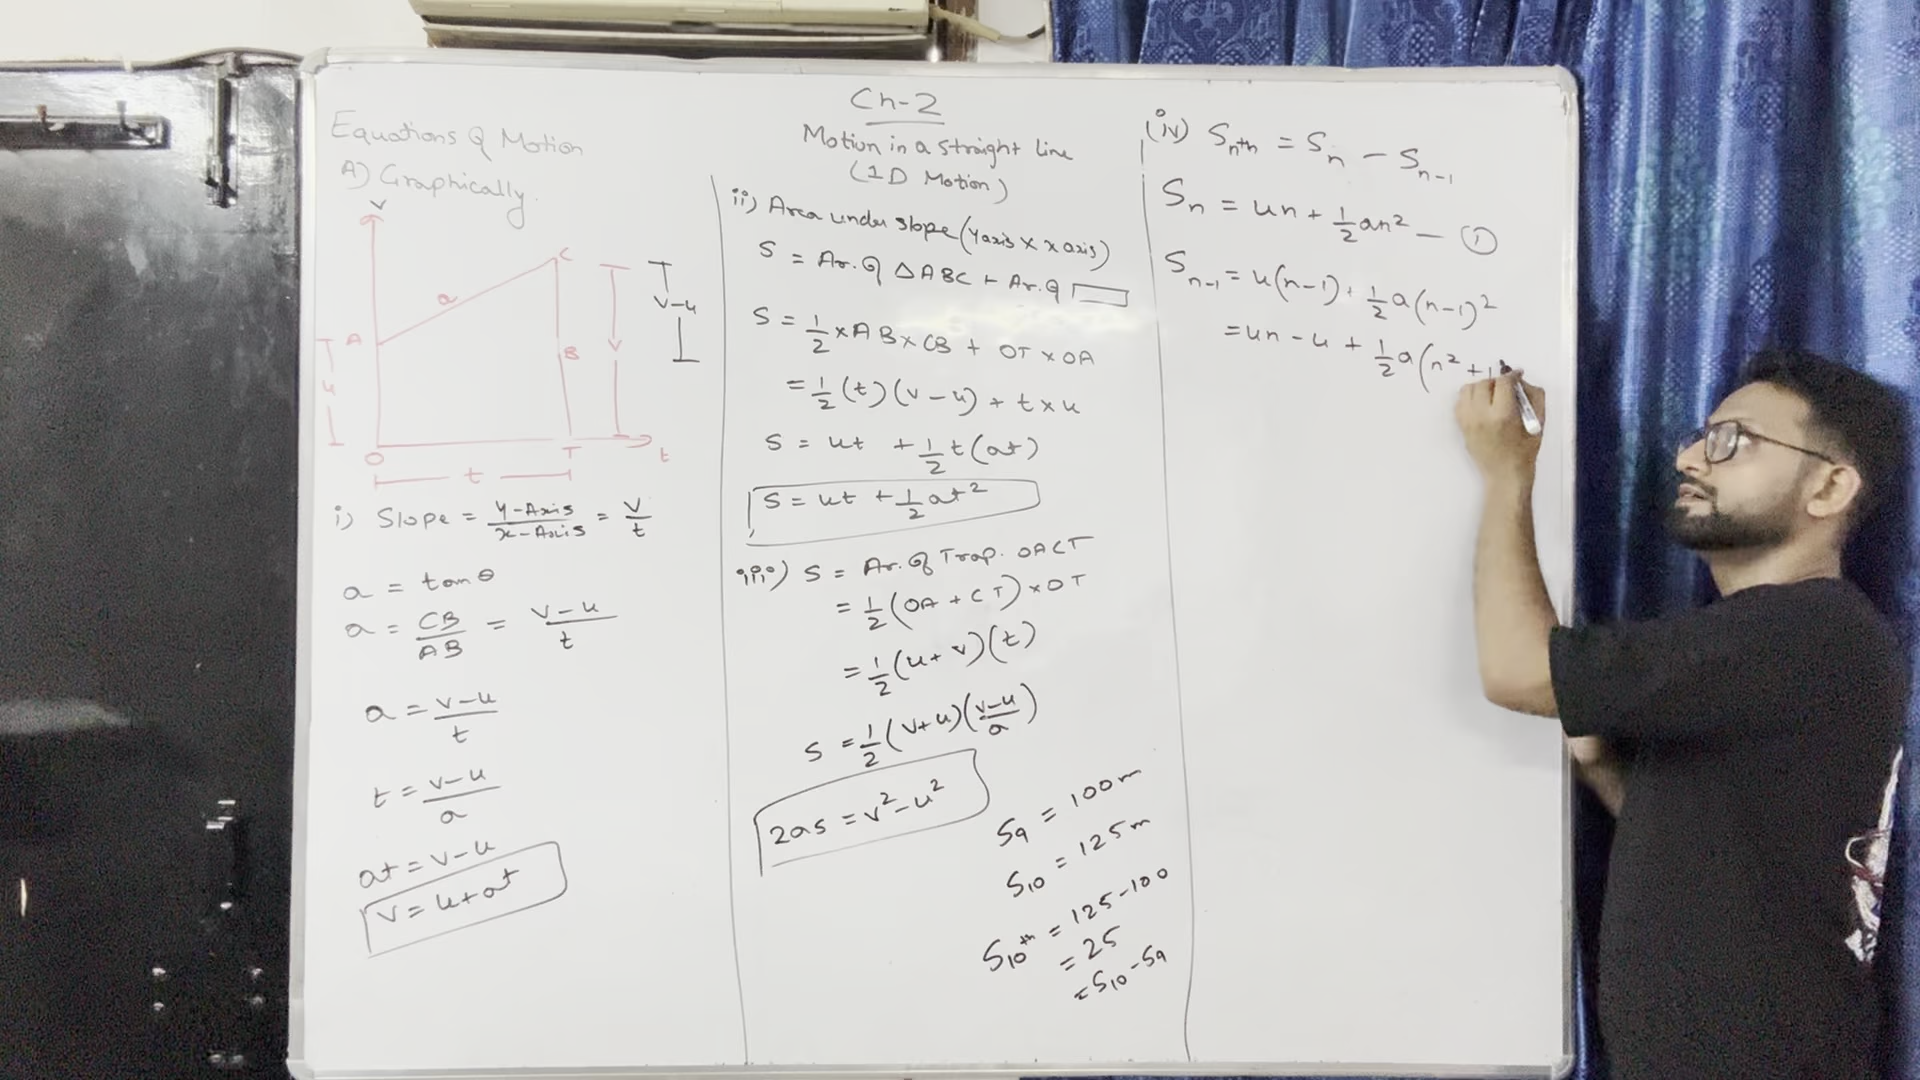 Ch-2
Motion in a straight Line
(1D Motion)
Equations of Motion
A) Graphically.
v
C
a
A
B
u
v
v-u
O
T
t
t
i) Slope = y-Axis / x-Axis = v/t
a = tan θ
a = CB/AB = v-u/t
a = v-u/t
t = v-u/a
at = v-u
v = u+at
ii) Area under slope (y axis × x axis)
S = Ar. of △ABC + Ar. of ▭
S = 1/2 × AB × CB + OT × OA
= 1/2 (t) (v-u) + t × u
S = ut + 1/2 t(at)
S = ut + 1/2 at²
iii) S = Ar. of Trap. OACT
= 1/2 (OA + CT) × OT
= 1/2 (u+v)(t)
S = 1/2 (v+u)(v-u/a)
2as = v²-u²
S9 = 100m
S10 = 125m
S10th = 125-100
= 25
= S10-S9
(iv) Snth = Sn - Sn-1
Sn = un + 1/2 an² — ①
Sn-1 = u(n-1) + 1/2 a(n-1)²
= un - u + 1/2 a(n² + 1